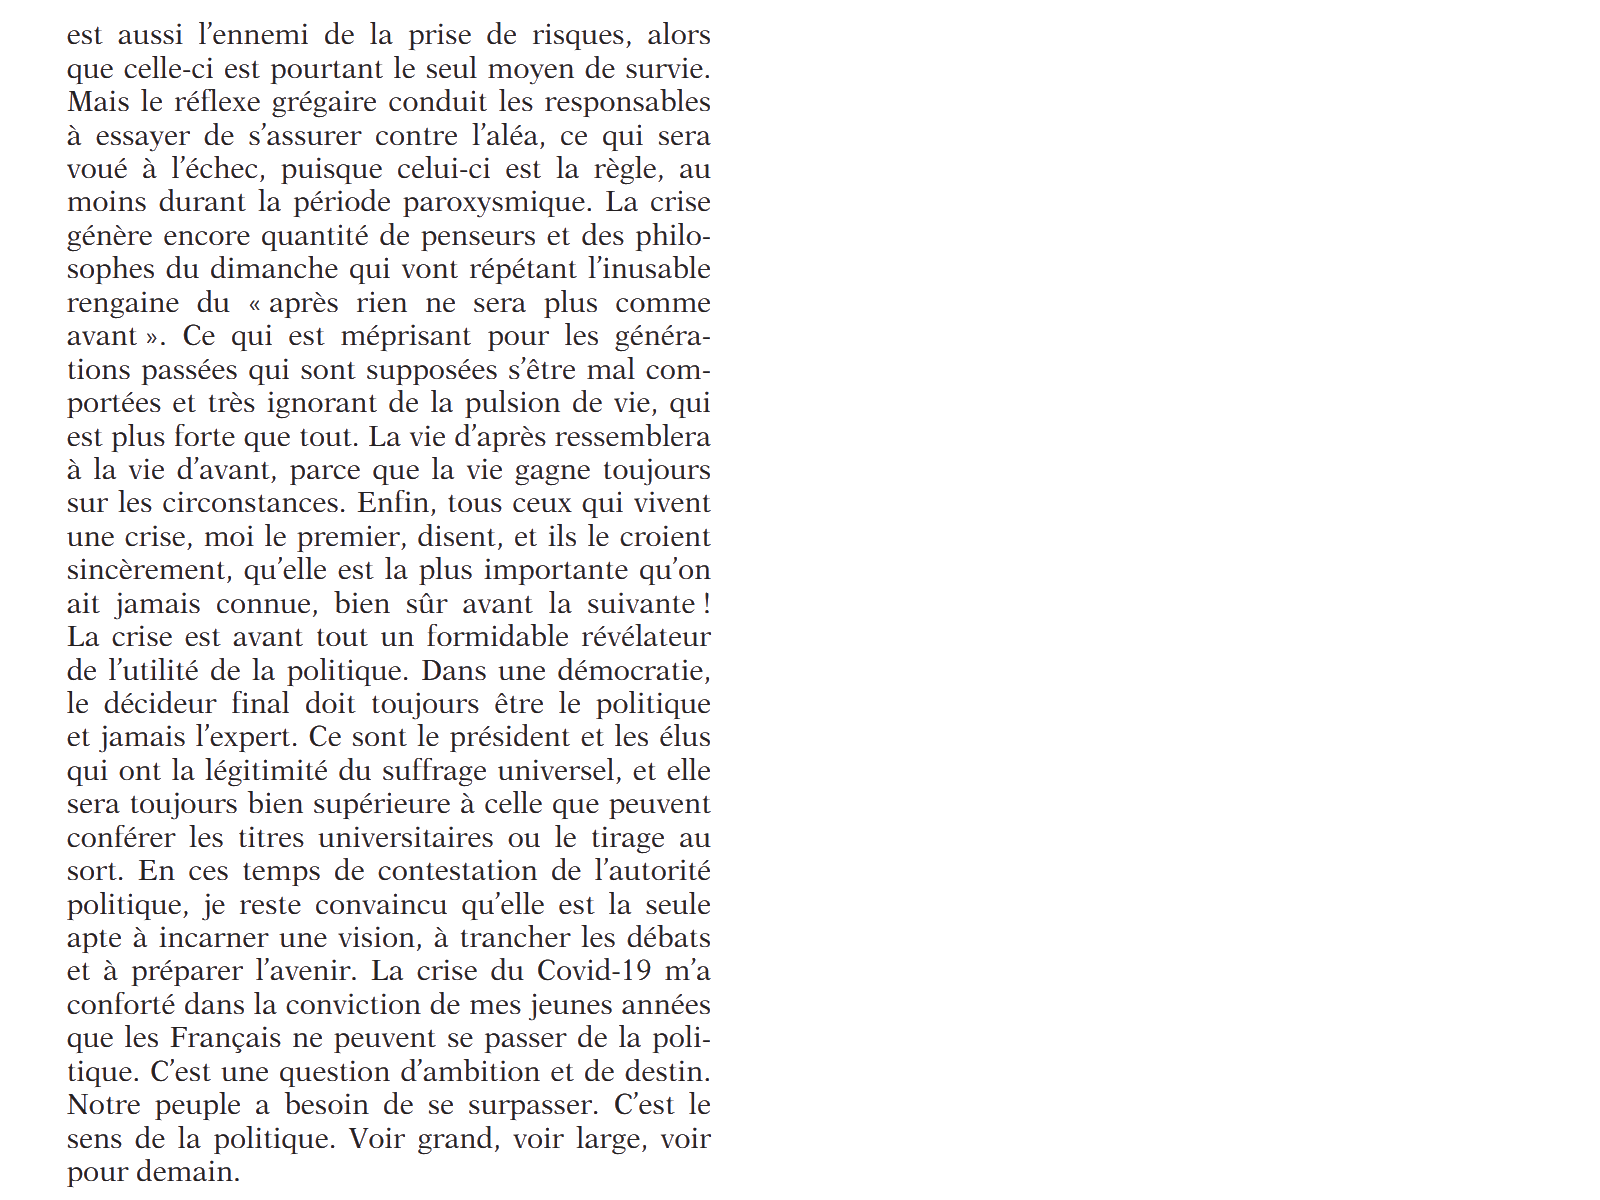 est aussi l’ennemi de la prise de risques, alors
que celle-ci est pourtant le seul moyen de survie.
Mais le réflexe grégaire conduit les responsables
à essayer de s’assurer contre l’aléa, ce qui sera
voué à l’échec, puisque celui-ci est la règle, au
moins durant la période paroxysmique. La crise
génère encore quantité de penseurs et des philo-
sophes du dimanche qui vont répétant l’inusable
rengaine du « après rien ne sera plus comme
avant ». Ce qui est méprisant pour les généra-
tions passées qui sont supposées s’être mal com-
portées et très ignorant de la pulsion de vie, qui
est plus forte que tout. La vie d’après ressemblera
à la vie d’avant, parce que la vie gagne toujours
sur les circonstances. Enfin, tous ceux qui vivent
une crise, moi le premier, disent, et ils le croient
sincèrement, qu’elle est la plus importante qu’on
ait jamais connue, bien sûr avant la suivante !
La crise est avant tout un formidable révélateur
de l’utilité de la politique. Dans une démocratie,
le décideur final doit toujours être le politique
et jamais l’expert. Ce sont le président et les élus
qui ont la légitimité du suffrage universel, et elle
sera toujours bien supérieure à celle que peuvent
conférer les titres universitaires ou le tirage au
sort. En ces temps de contestation de l’autorité
politique, je reste convaincu qu’elle est la seule
apte à incarner une vision, à trancher les débats
et à préparer l’avenir. La crise du Covid-19 m’a
conforté dans la conviction de mes jeunes années
que les Français ne peuvent se passer de la poli-
tique. C’est une question d’ambition et de destin.
Notre peuple a besoin de se surpasser. C’est le
sens de la politique. Voir grand, voir large, voir
pour demain.